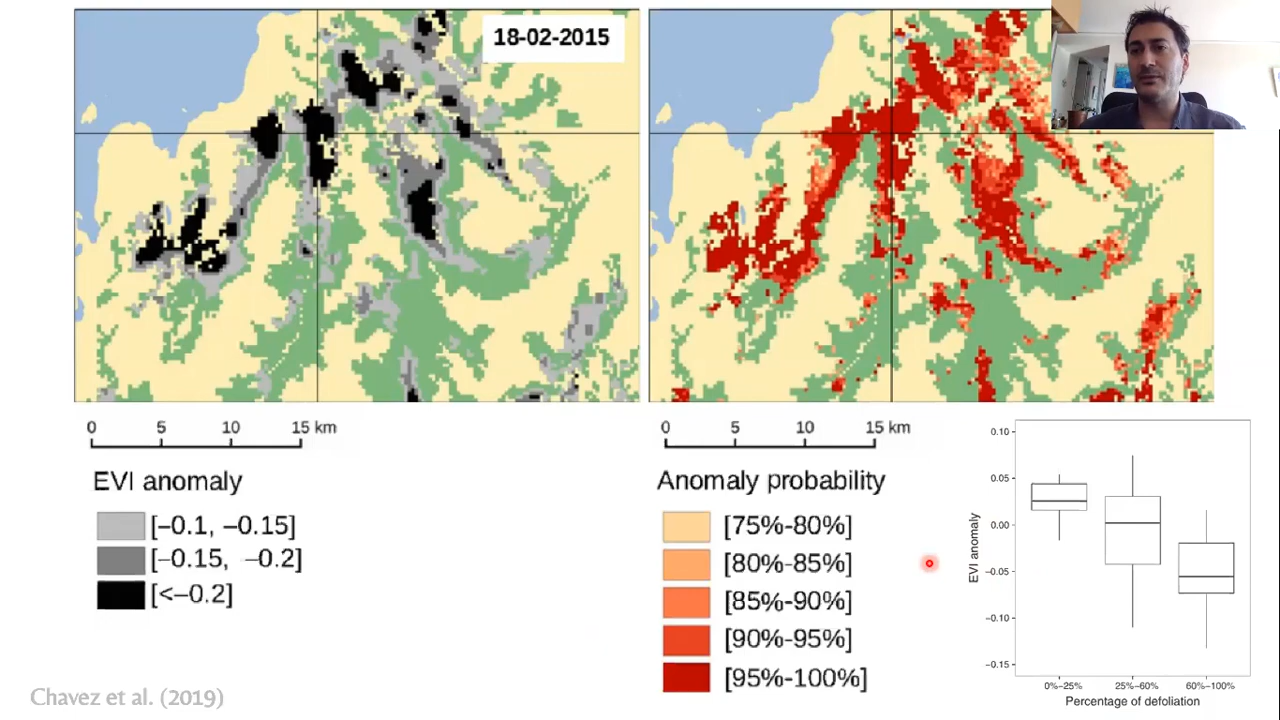 18-02-2015
0 5 10 15 km
EVI anomaly
[–0.1, –0.15]
[–0.15, –0.2]
[<–0.2]
0 5 10 15 km
Anomaly probability
[75%-80%]
[80%-85%]
[85%-90%]
[90%-95%]
[95%-100%]
EVI anomaly
0.10
0.05
0.00
−0.05
−0.10
−0.15
0%−25% 25%−60% 60%−100%
Percentage of defoliation
Chavez et al. (2019)